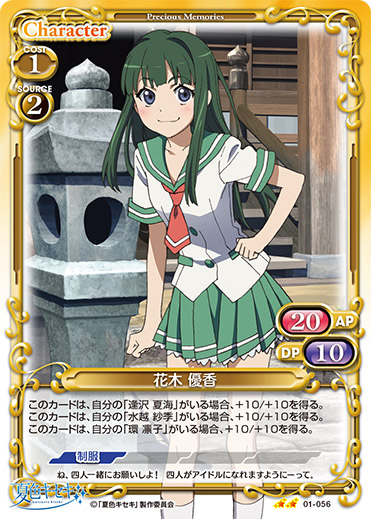 Precious Memories
Character
COST
1
SOURCE
2
20 AP
DP 10
花木 優香
このカードは、自分の「逢沢 夏海」がいる場合、+10/+10を得る。
このカードは、自分の「水越 紗季」がいる場合、+10/+10を得る。
このカードは、自分の「環 凛子」がいる場合、+10/+10を得る。
制服
ね、四人一緒にお願いしよ! 四人がアイドルになれますようにーって。
夏色キセキ
©「夏色キセキ」製作委員会
01-056